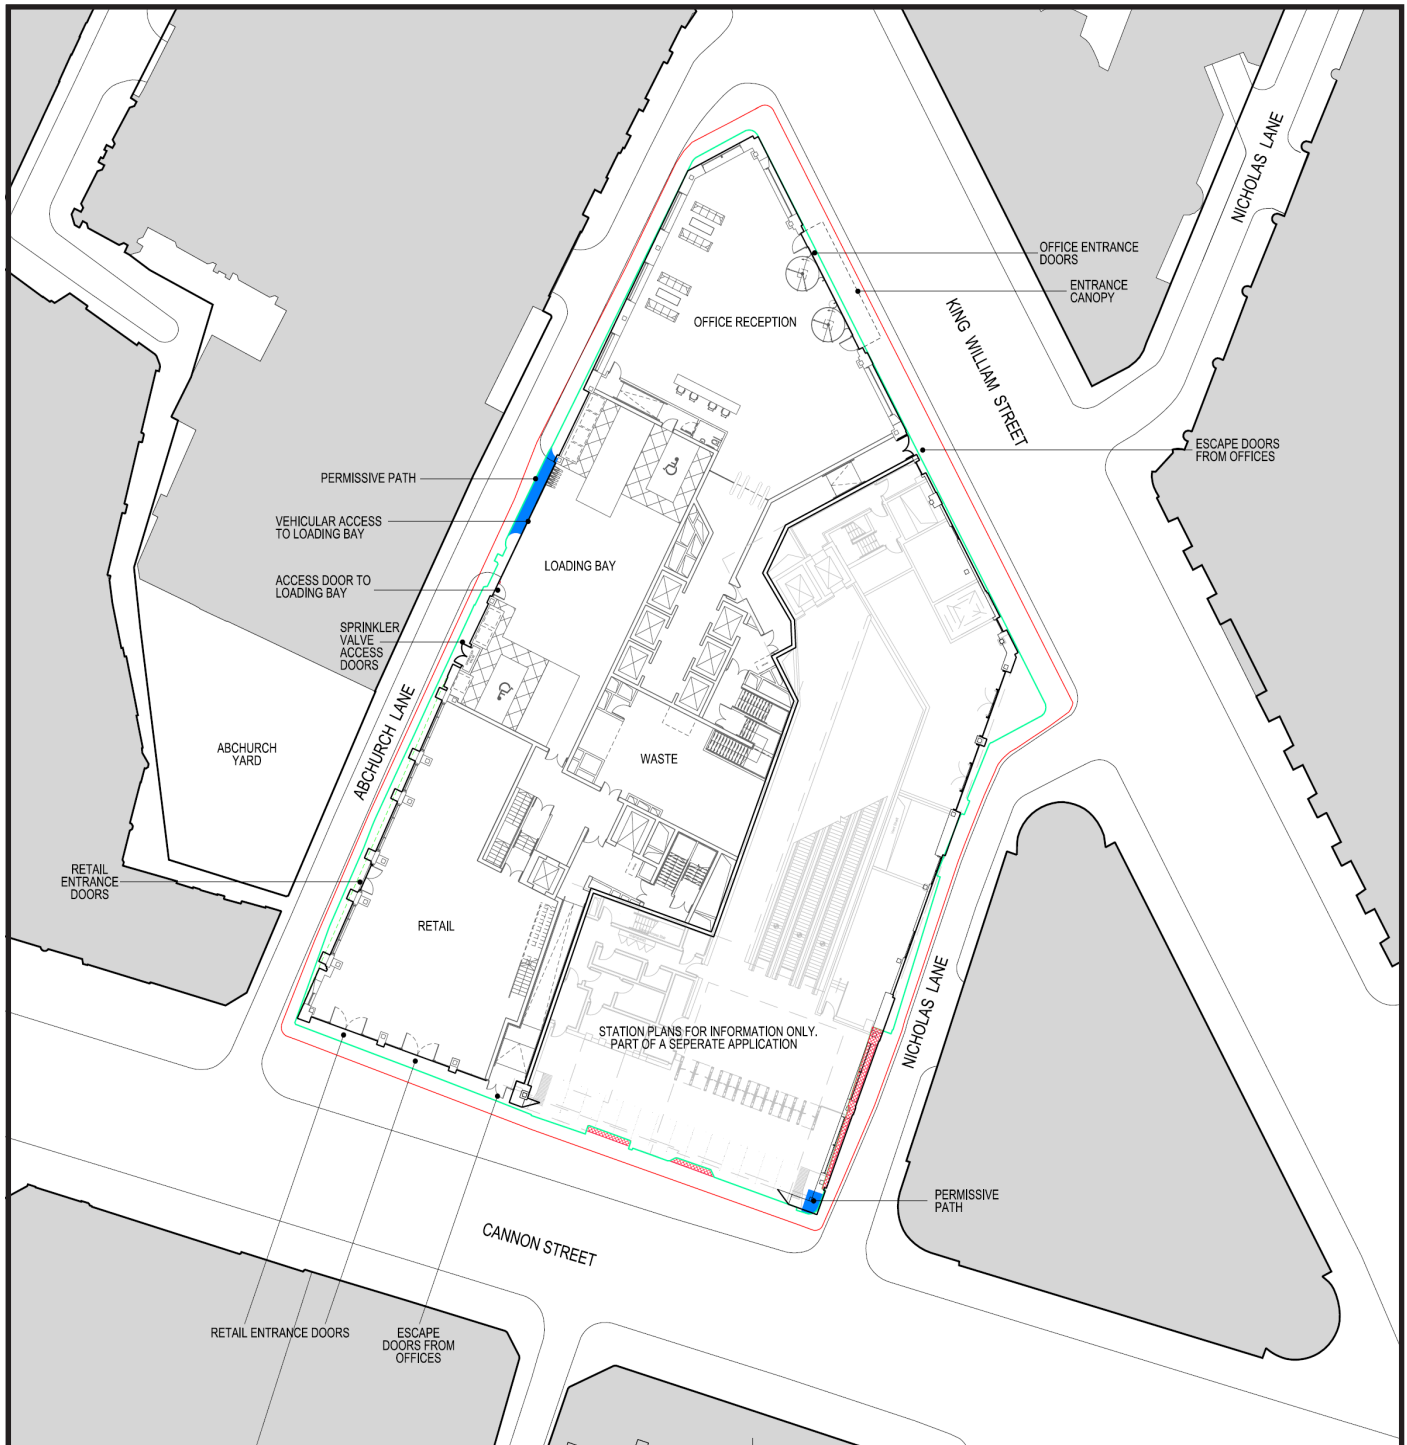 NICHOLAS LANE
OFFICE ENTRANCE
DOORS
ENTRANCE
CANOPY
OFFICE RECEPTION
KING WILLIAM STREET
ESCAPE DOORS
FROM OFFICES
PERMISSIVE PATH
VEHICULAR ACCESS
TO LOADING BAY
LOADING BAY
ACCESS DOOR TO
LOADING BAY
SPRINKLER
VALVE
ACCESS
DOORS
ABCHURCH LANE
ABCHURCH
YARD
WASTE
RETAIL
ENTRANCE
DOORS
RETAIL
NICHOLAS LANE
STATION PLANS FOR INFORMATION ONLY.
PART OF A SEPERATE APPLICATION
PERMISSIVE
PATH
CANNON STREET
RETAIL ENTRANCE DOORS
ESCAPE
DOORS FROM
OFFICES